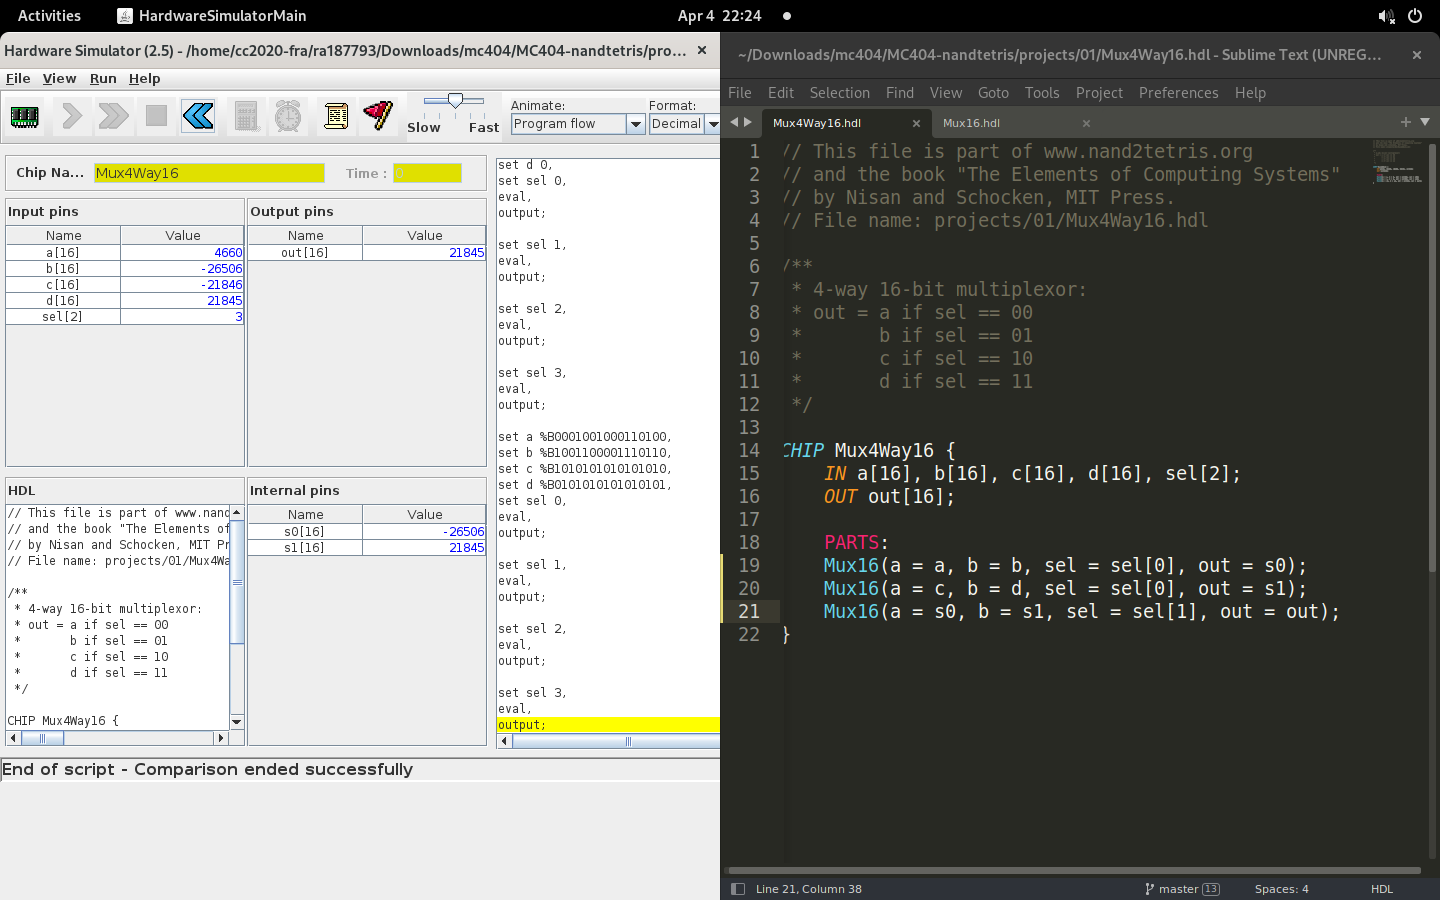 Activities
HardwareSimulatorMain
Apr 4 22:24
Hardware Simulator (2.5) - /home/cc2020-fra/ra187793/Downloads/mc404/MC404-nandtetris/pro...
File View Run Help
Slow Fast
Animate:
Program flow
Format:
Decimal
Chip Na... Mux4Way16 Time : 0
Input pins
Name Value
a[16] 4660
b[16] -26506
c[16] -21846
d[16] 21845
sel[2] 3
Output pins
Name Value
out[16] 21845
HDL
// This file is part of www.nand
// and the book "The Elements of
// by Nisan and Schocken, MIT Pr
// File name: projects/01/Mux4Wa
/**
* 4-way 16-bit multiplexor:
* out = a if sel == 00
* b if sel == 01
* c if sel == 10
* d if sel == 11
*/
CHIP Mux4Way16 {
Internal pins
Name Value
s0[16] -26506
s1[16] 21845
set d 0,
set sel 0,
eval,
output;
set sel 1,
eval,
output;
set sel 2,
eval,
output;
set sel 3,
eval,
output;
set a %B0001001000110100,
set b %B1001100001110110,
set c %B1010101010101010,
set d %B0101010101010101,
set sel 0,
eval,
output;
set sel 1,
eval,
output;
set sel 2,
eval,
output;
set sel 3,
eval,
output;
End of script - Comparison ended successfully
~/Downloads/mc404/MC404-nandtetris/projects/01/Mux4Way16.hdl - Sublime Text (UNREG...
File Edit Selection Find View Goto Tools Project Preferences Help
Mux4Way16.hdl Mux16.hdl
1 // This file is part of www.nand2tetris.org
2 // and the book "The Elements of Computing Systems"
3 // by Nisan and Schocken, MIT Press.
4 // File name: projects/01/Mux4Way16.hdl
5
6 /**
7 * 4-way 16-bit multiplexor:
8 * out = a if sel == 00
9 * b if sel == 01
10 * c if sel == 10
11 * d if sel == 11
12 */
13
14 CHIP Mux4Way16 {
15 IN a[16], b[16], c[16], d[16], sel[2];
16 OUT out[16];
17
18 PARTS:
19 Mux16(a = a, b = b, sel = sel[0], out = s0);
20 Mux16(a = c, b = d, sel = sel[0], out = s1);
21 Mux16(a = s0, b = s1, sel = sel[1], out = out);
22 }
Line 21, Column 38
master 13
Spaces: 4
HDL